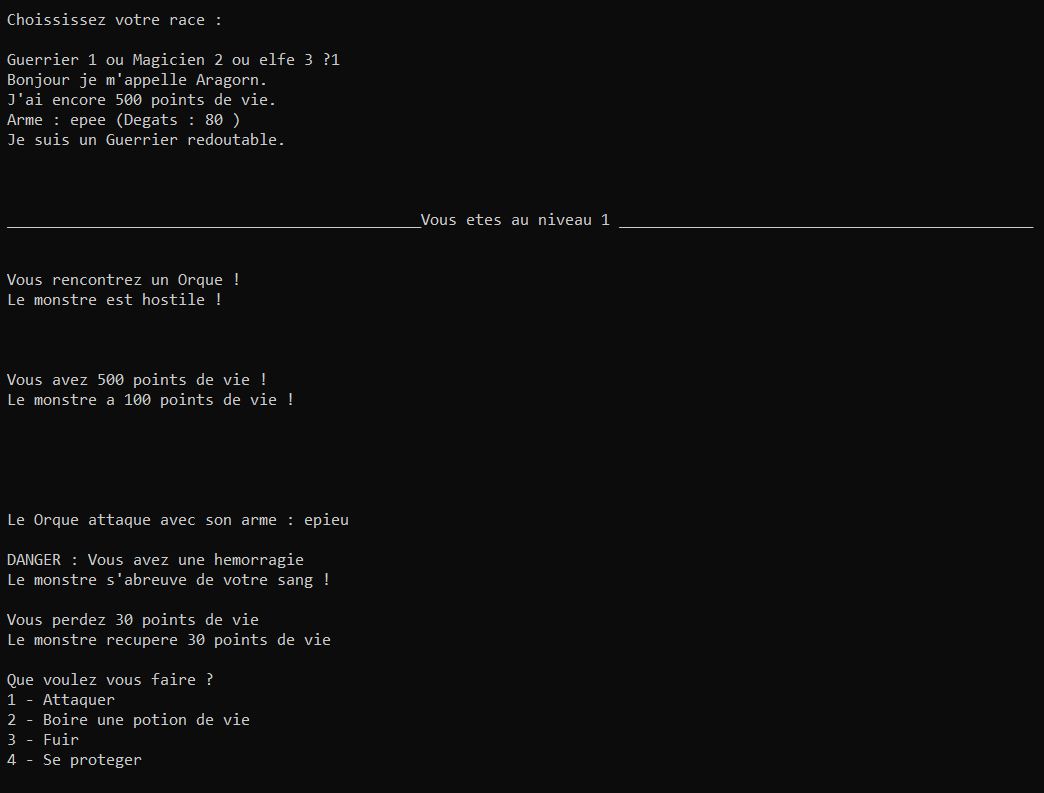 Choississez votre race :
Guerrier 1 ou Magicien 2 ou elfe 3 ?1
Bonjour je m'appelle Aragorn.
J'ai encore 500 points de vie.
Arme : epee (Degats : 80 )
Je suis un Guerrier redoutable.
______________________________________________Vous etes au niveau 1 ______________________________________________
Vous rencontrez un Orque !
Le monstre est hostile !
Vous avez 500 points de vie !
Le monstre a 100 points de vie !
Le Orque attaque avec son arme : epieu
DANGER : Vous avez une hemorragie
Le monstre s'abreuve de votre sang !
Vous perdez 30 points de vie
Le monstre recupere 30 points de vie
Que voulez vous faire ?
1 - Attaquer
2 - Boire une potion de vie
3 - Fuir
4 - Se proteger